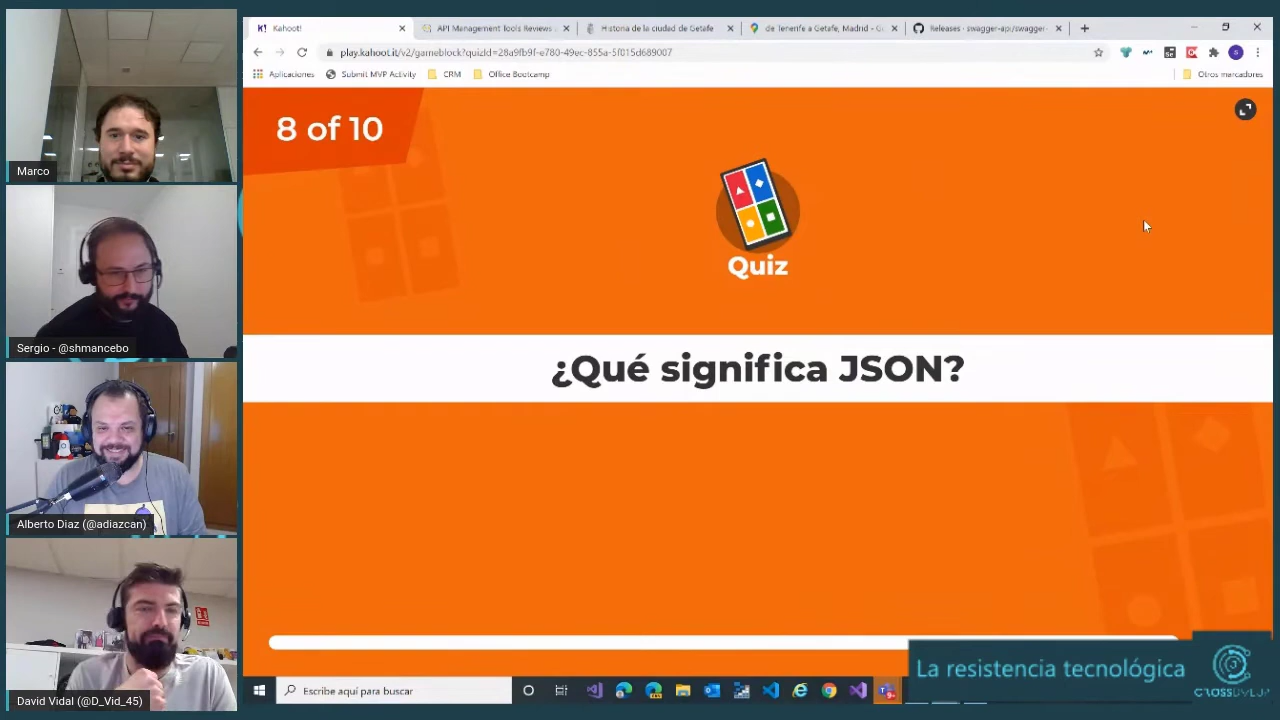 Marco
Sergio - @shmancebo
Alberto Diaz (@adiazcan)
David Vidal (@D_Vid_45)
Kahoot!
API Management Tools Reviews
Historia de la ciudad de Getafe
de Tenerife a Getafe, Madrid - G
Releases · swagger-api/swagger-
play.kahoot.it/v2/gameblock?quizId=28a9fb9f-e780-49ec-855a-5f015d689007
Aplicaciones
Submit MVP Activity
CRM
Office Bootcamp
Otros marcadores
8 of 10
Quiz
¿Qué significa JSON?
La resistencia tecnológica
Escribe aquí para buscar